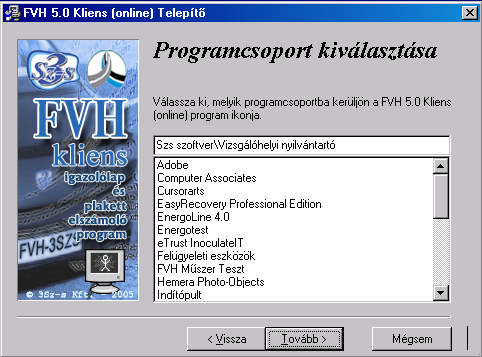 FVH 5.0 Kliens (online) Telepítő
Programcsoport kiválasztása
3
Szs
FVH
kliens
igazolólap
és
plakett
elszámoló
program
FVH-3SZS
© 3Sz-s Kft. - 2005
Válassza ki, melyik programcsoportba kerüljön a FVH 5.0 Kliens
(online) program ikonja.
Szs szoftver\Vizsgálóhelyi nyilvántartó
Adobe
Computer Associates
Cursorarts
EasyRecovery Professional Edition
EnergoLine 4.0
Energotest
eTrust InoculateIT
Felügyeleti eszközök
FVH Műszer Teszt
Hemera Photo-Objects
Indítópult
< Vissza
Tovább >
Mégsem